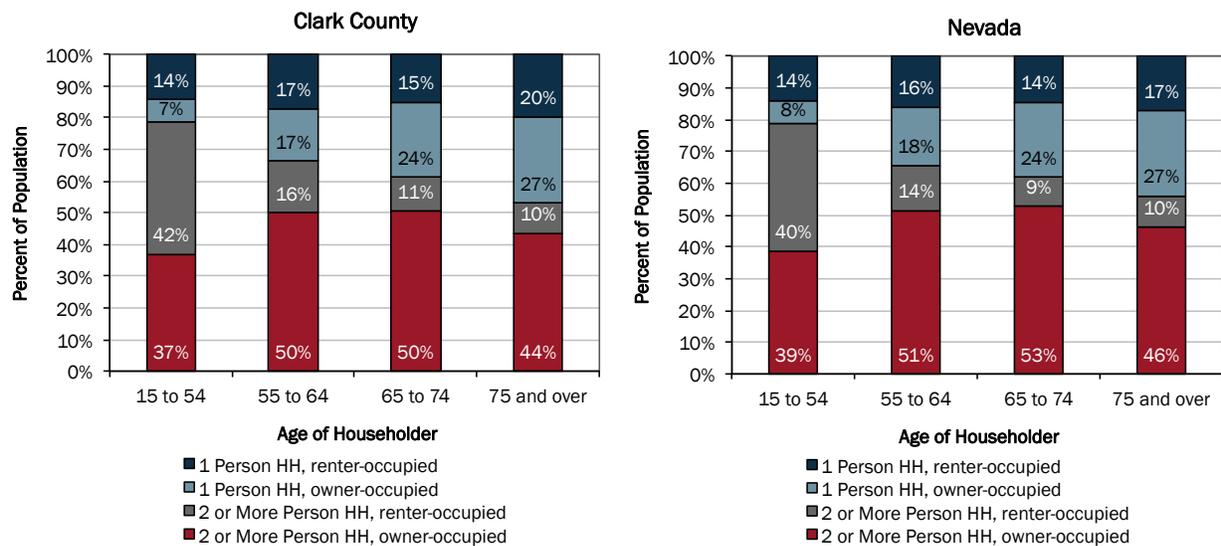 Clark County
100%
90%
80%
70%
60%
50%
40%
30%
20%
10%
0%
Percent of Population
14%
7%
42%
37%
17%
17%
16%
50%
15%
24%
11%
50%
20%
27%
10%
44%
15 to 54
55 to 64
65 to 74
75 and over
Age of Householder
1 Person HH, renter-occupied
1 Person HH, owner-occupied
2 or More Person HH, renter-occupied
2 or More Person HH, owner-occupied
Nevada
100%
90%
80%
70%
60%
50%
40%
30%
20%
10%
0%
Percent of Population
14%
8%
40%
39%
16%
18%
14%
51%
14%
24%
9%
53%
17%
27%
10%
46%
15 to 54
55 to 64
65 to 74
75 and over
Age of Householder
1 Person HH, renter-occupied
1 Person HH, owner-occupied
2 or More Person HH, renter-occupied
2 or More Person HH, owner-occupied